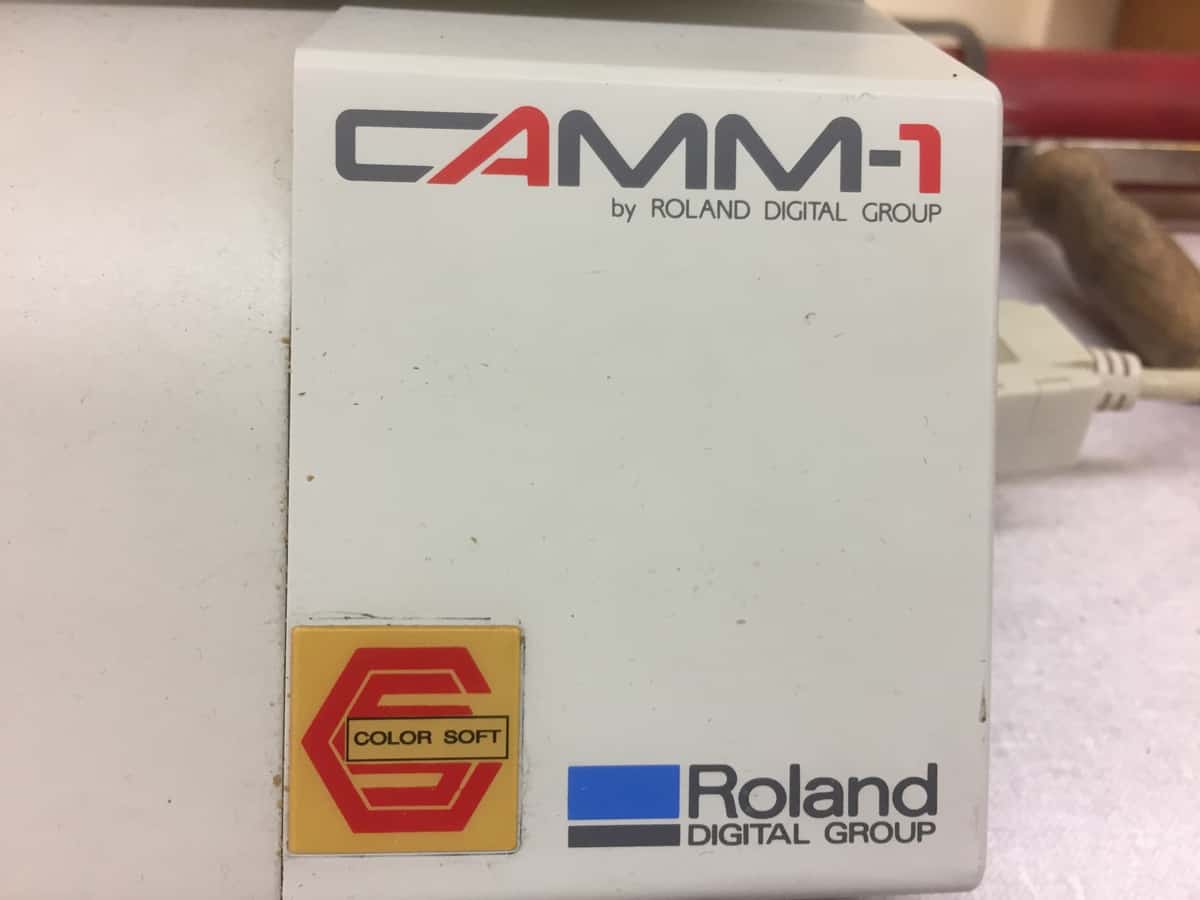 CAMM-1
by ROLAND DIGITAL GROUP
COLOR SOFT
Roland
DIGITAL GROUP